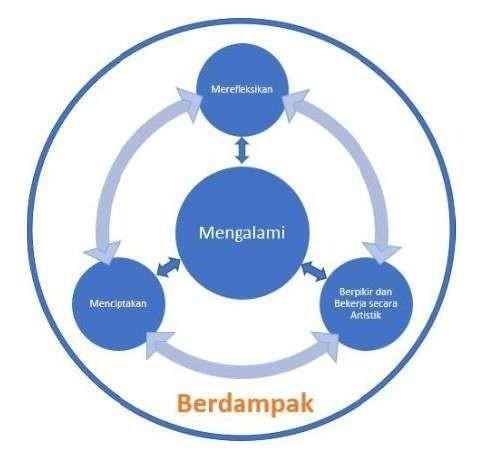 Merefleksikan
Mengalami
Menciptakan
Berpikir dan
Bekerja secara
Artistik
Berdampak